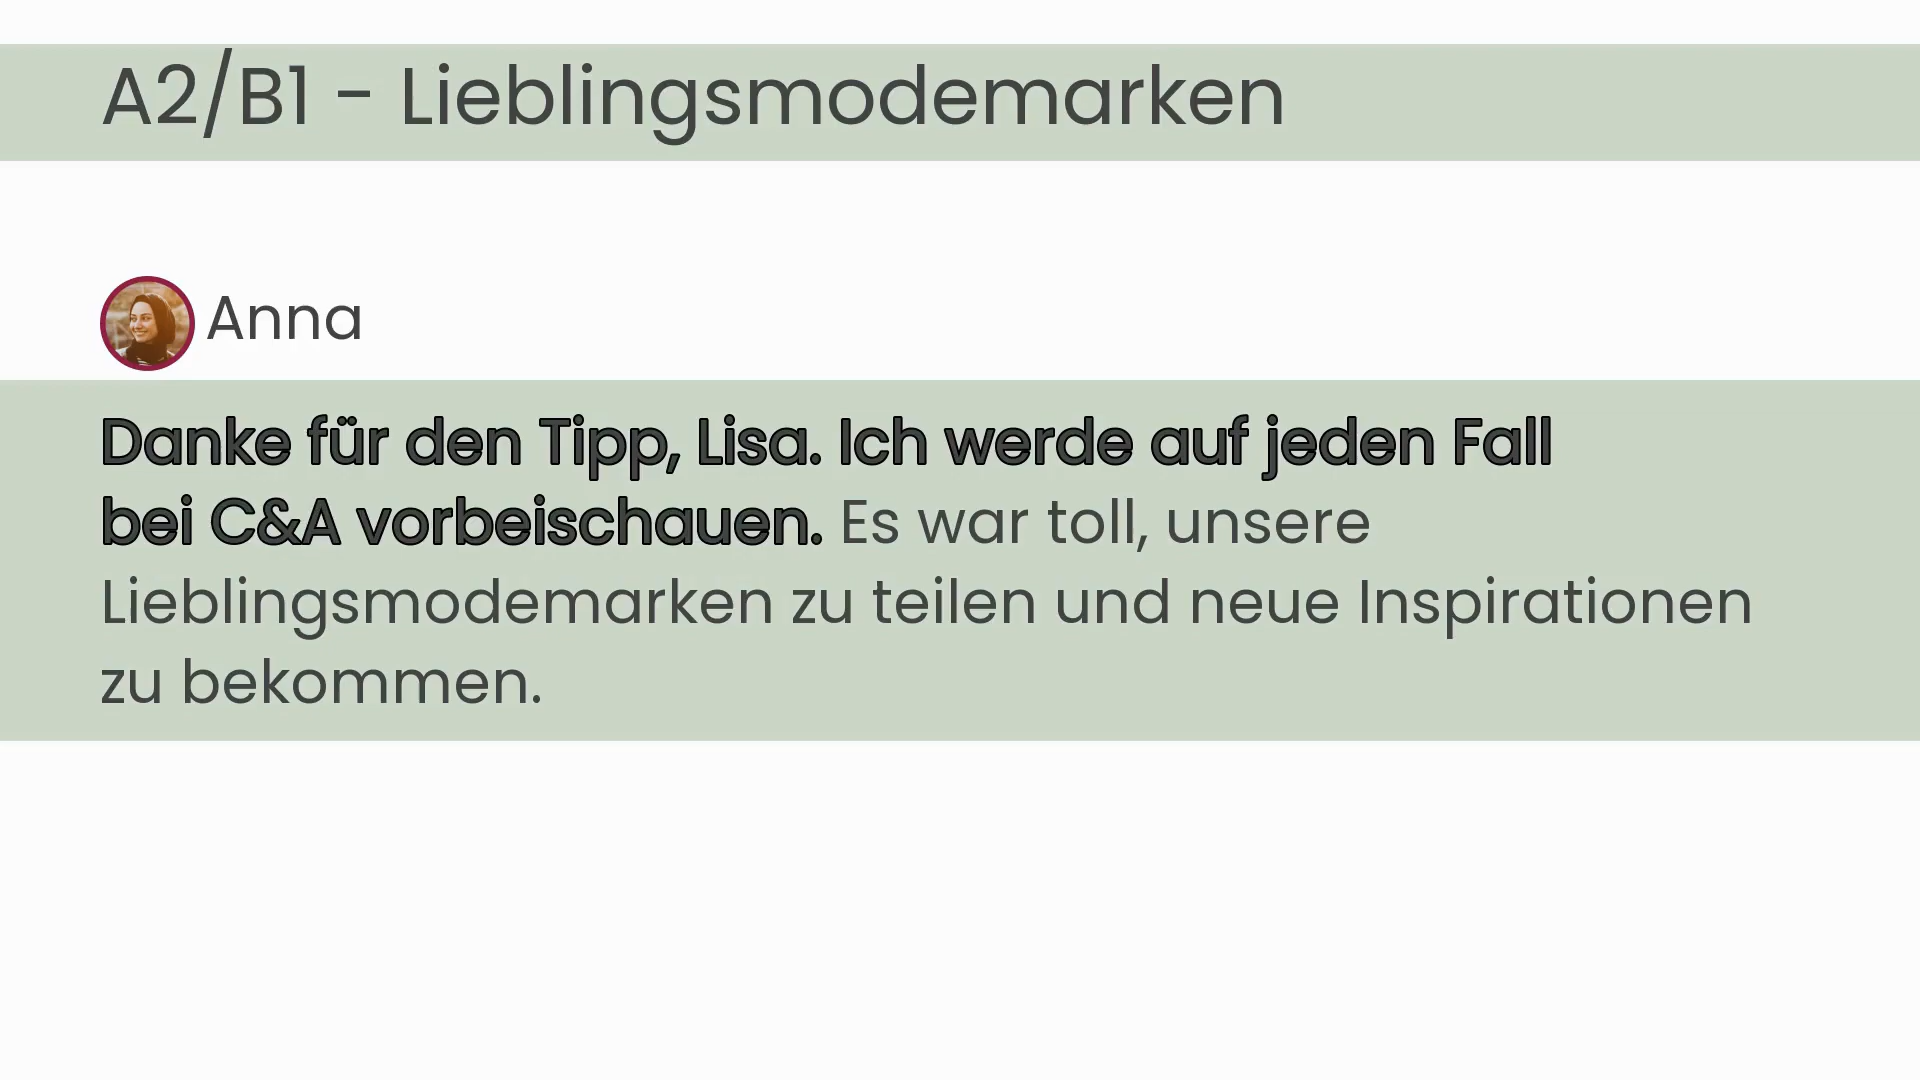 A2/B1 - Lieblingsmodemarken
Anna
Danke für den Tipp, Lisa. Ich werde auf jeden Fall
bei C&A vorbeischauen. Es war toll, unsere
Lieblingsmodemarken zu teilen und neue Inspirationen
zu bekommen.